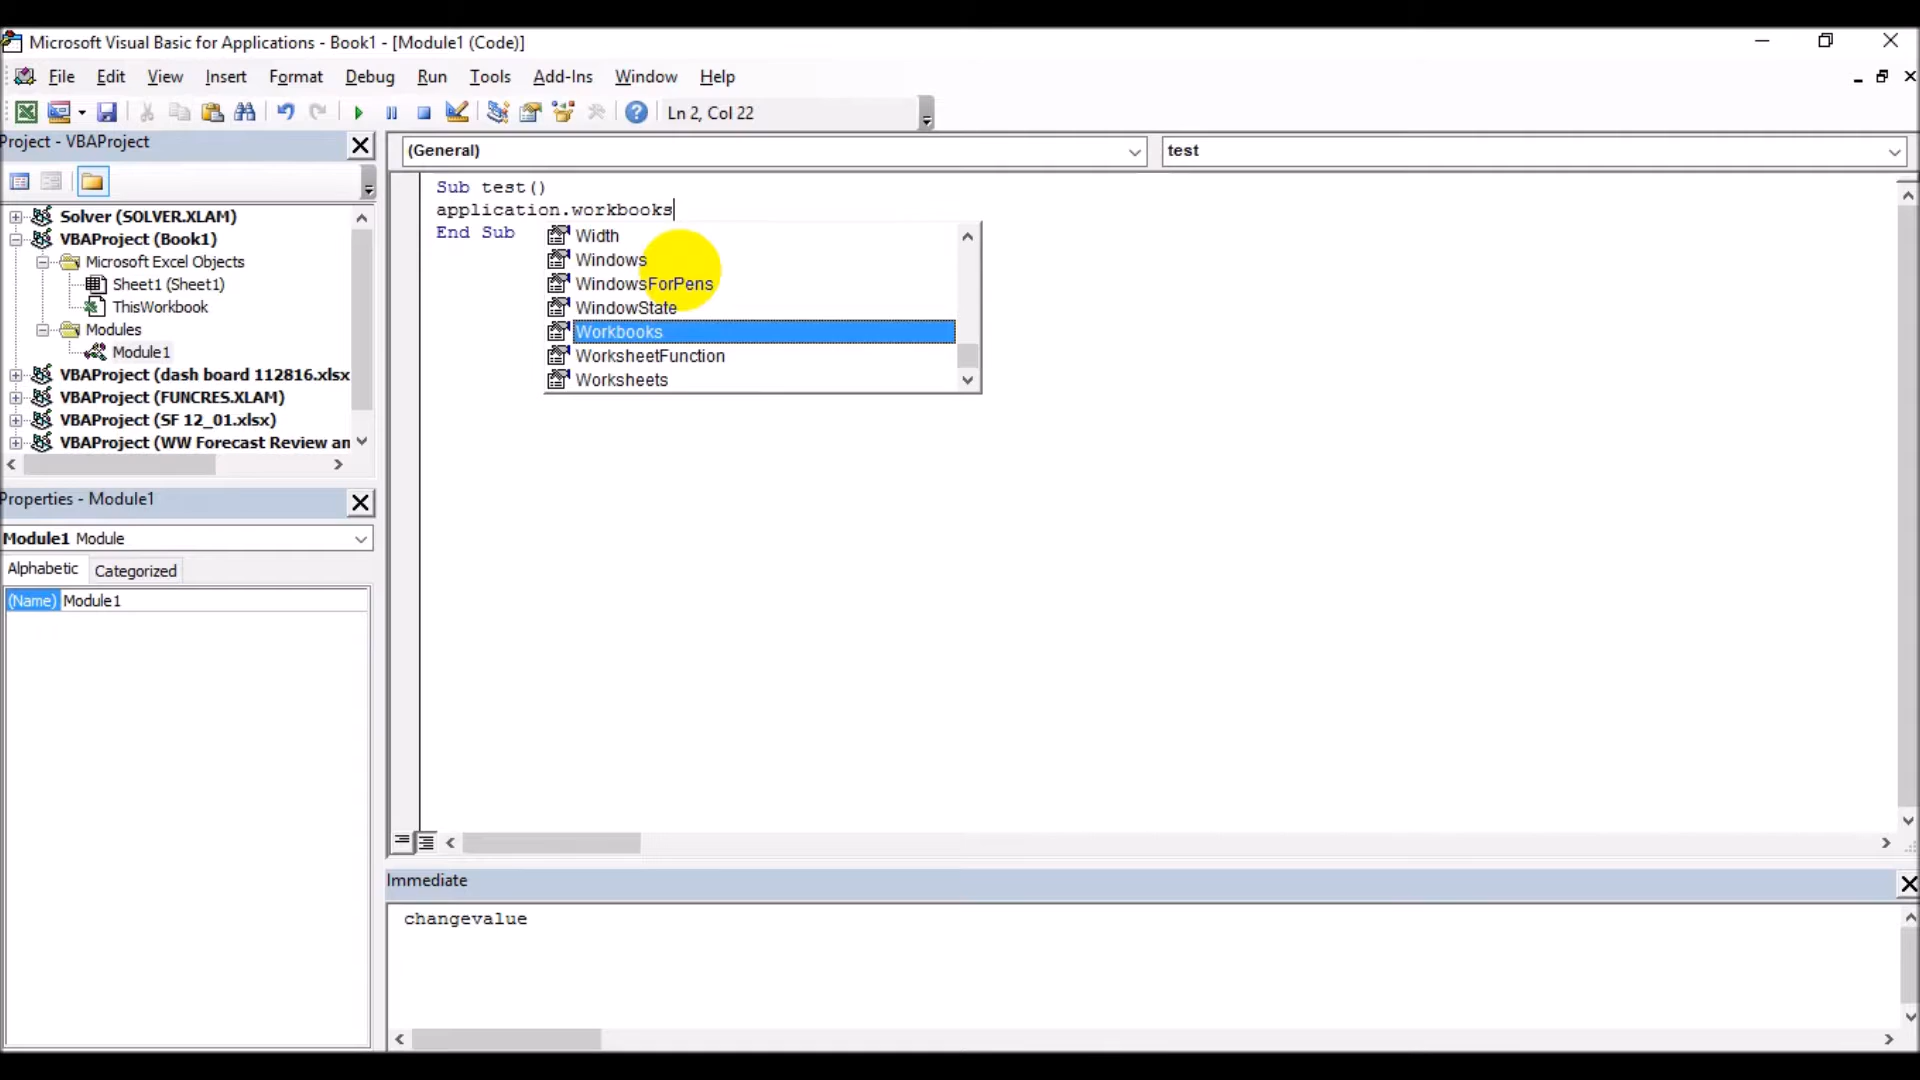 Microsoft Visual Basic for Applications - Book1 - [Module1 (Code)]
File Edit View Insert Format Debug Run Tools Add-Ins Window Help
Ln 2, Col 22
Project - VBAProject
(General)
test
Solver (SOLVER.XLAM)
VBAProject (Book1)
Microsoft Excel Objects
Sheet1 (Sheet1)
ThisWorkbook
Modules
Module1
VBAProject (dash board 112816.xlsx
VBAProject (FUNCRES.XLAM)
VBAProject (SF 12_01.xlsx)
VBAProject (WW Forecast Review an
Sub test()
application.workbooks
End Sub
Width
Windows
WindowsForPens
WindowState
Workbooks
WorksheetFunction
Worksheets
Properties - Module1
Module1 Module
Alphabetic Categorized
(Name) Module1
Immediate
changevalue